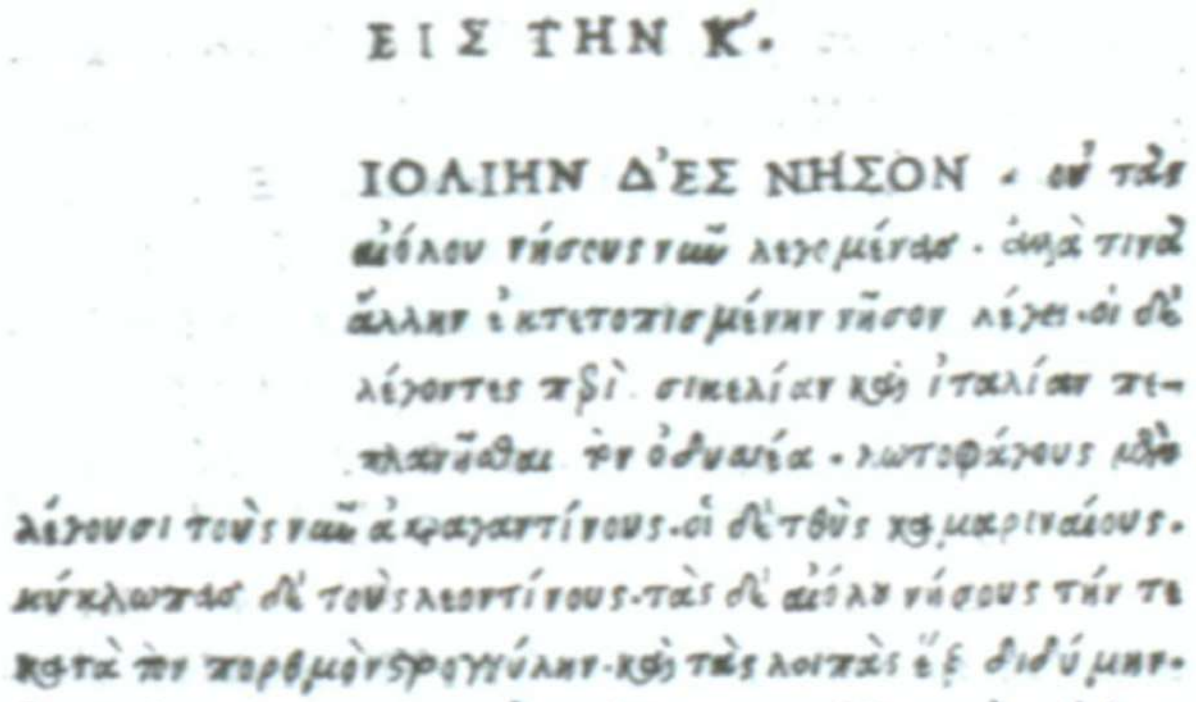 ΕΙΣ ΤΗΝ Κ.
ΙΟΛΙΗΝ Δ'ΕΣ ΝΗΣΟΝ . οὐ τὰς
αἰόλου νήσους νῦν λεγομένας . ἀλλὰ τινὰ
ἄλλην ἐκτετοπισμένην νῆσον λέγει . οἱ δὲ
λέγοντες περὶ σικελίαν καὶ ἰταλίαν πε-
πλανῆσθαι τὸν ὀδυσσέα . λωτοφάγους μὲν
λέγουσι τοὺς νῦν ἀκραγαντίνους . οἱ δὲ τοὺς καμαριναίους .
κύκλωπας δὲ τοὺς λεοντίνους . τὰς δὲ αἰόλου νήσους τήν τε
κατὰ τὸν πορθμὸν στρογγύλην . καὶ τὰς λοιπὰς ἓξ διδύμην .